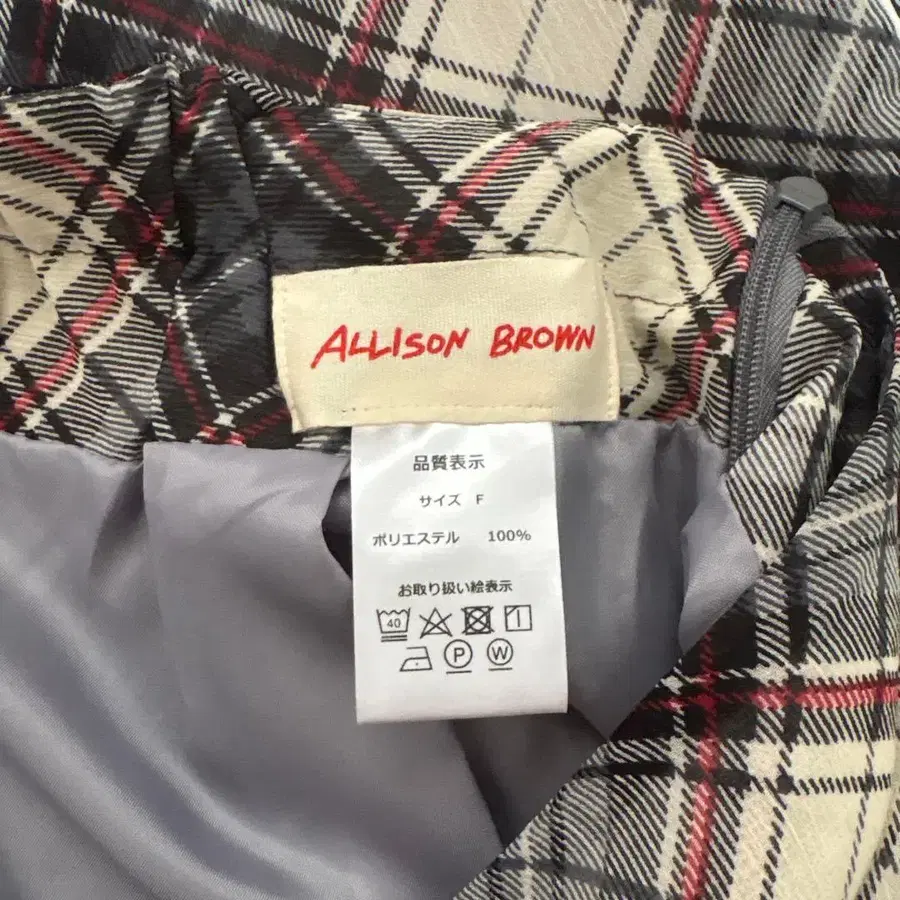 ALLISON BROWN
品質表示
サイズ F
ポリエステル 100%
お取り扱い絵表示
40
P W